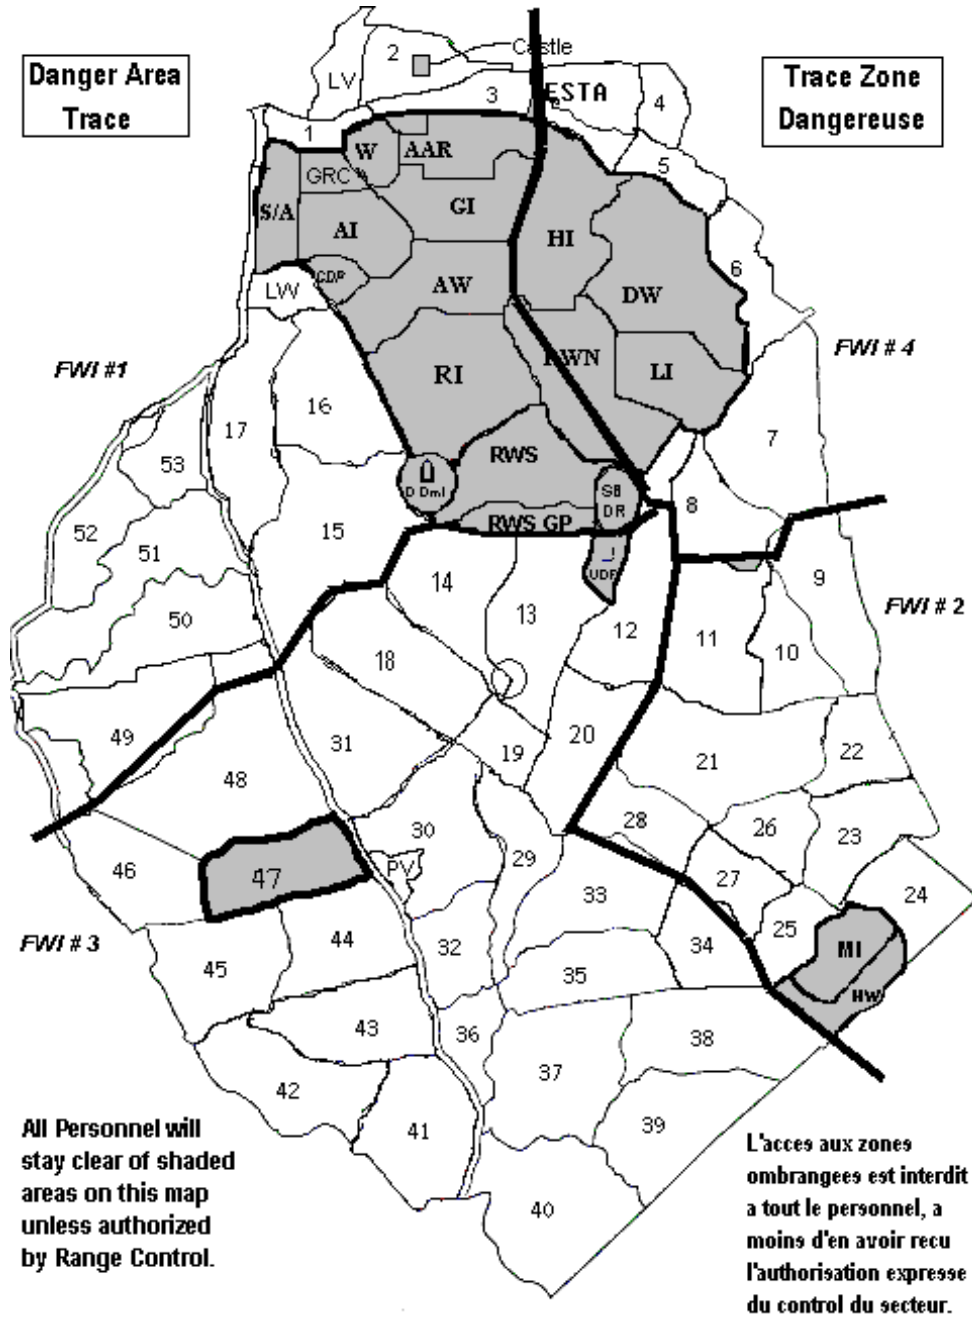 Danger Area
Trace
Trace Zone
Dangereuse
2
Castle
LV
3
ESTA
4
1
W
AAR
5
GRC
S/A
AI
GI
HI
6
LVV
CDF
AW
DW
FWI #1
FWI # 4
RI
LI
16
17
7
53
RWS
D Dml
SB
DR
52
15
RWS GP
8
51
14
UDF
9
50
13
12
11
10
FWI # 2
18
49
31
19
20
21
22
48
30
28
26
23
46
47
PV
29
27
24
33
25
FWI # 3
44
32
34
MI
45
35
HW
43
36
38
42
37
41
39
40
All Personnel will
stay clear of shaded
areas on this map
unless authorized
by Range Control.
L'acces aux zones
ombrangees est interdit
a tout le personnel, a
moins d'en avoir recu
l'authorisation expresse
du control du secteur.